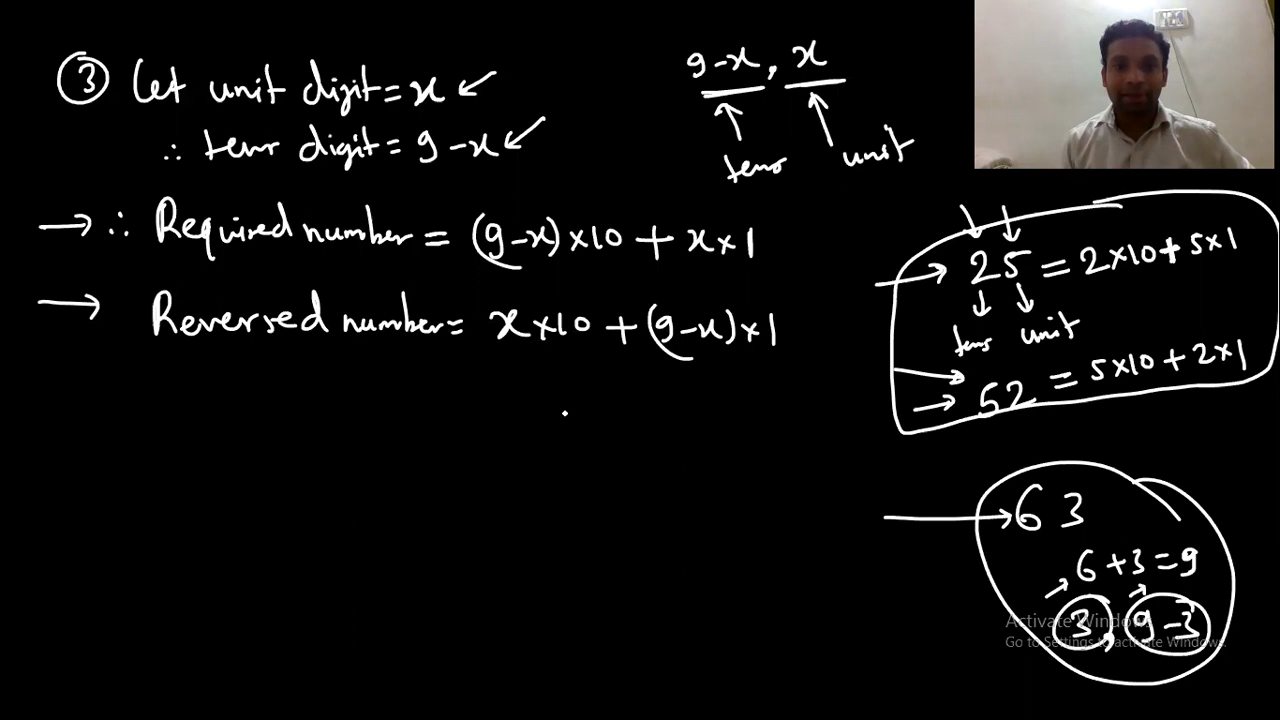 ③ Let unit digit = x
∴ tens digit = 9 - x
→ ∴ Required number = (9-x)×10 + x×1
→ Reversed number = x×10 + (9-x)×1
9-x, x
tens unit
→ 25 = 2×10 + 5×1
tens unit
→ 52 = 5×10 + 2×1
→ 63
6+3=9
3, 9-3
Activate Windows
Go to Settings to activate Windows.